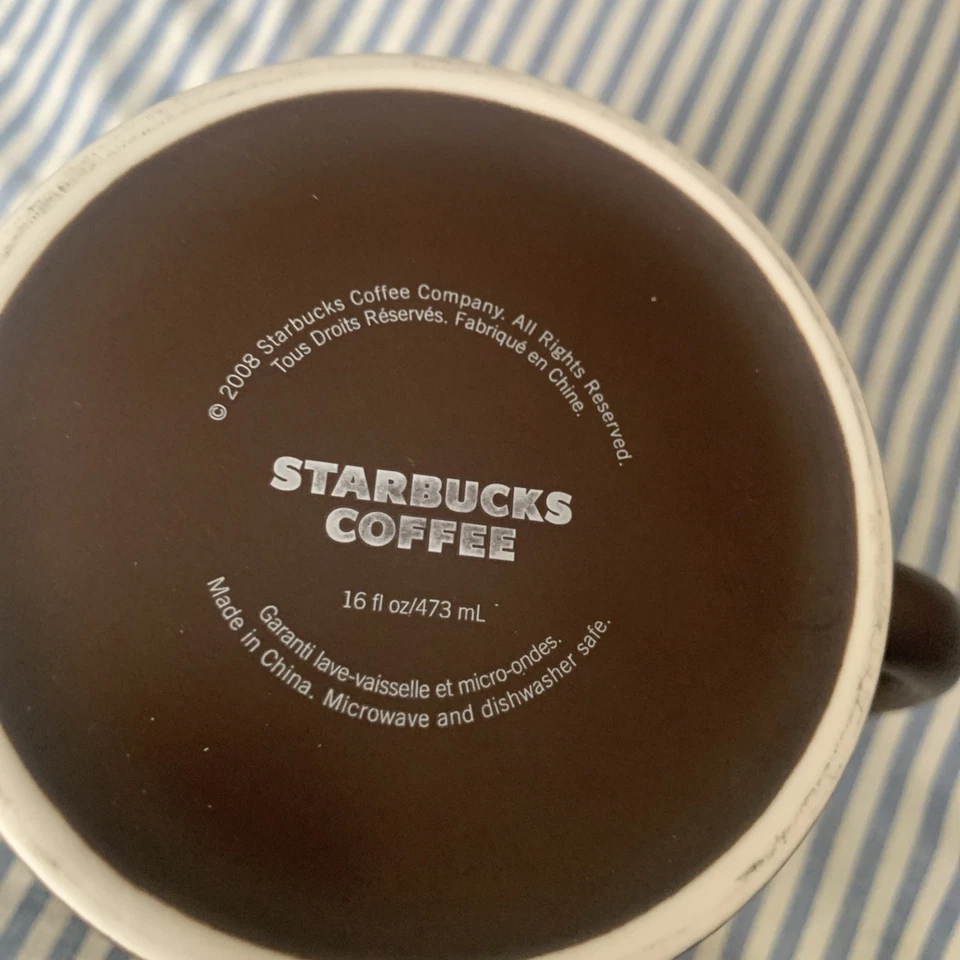 © 2008 Starbucks Coffee Company. All Rights Reserved.
Tous Droits Réservés. Fabriqué en Chine.
STARBUCKS
COFFEE
16 fl oz/473 mL
Garanti lave-vaisselle et micro-ondes.
Made in China. Microwave and dishwasher safe.